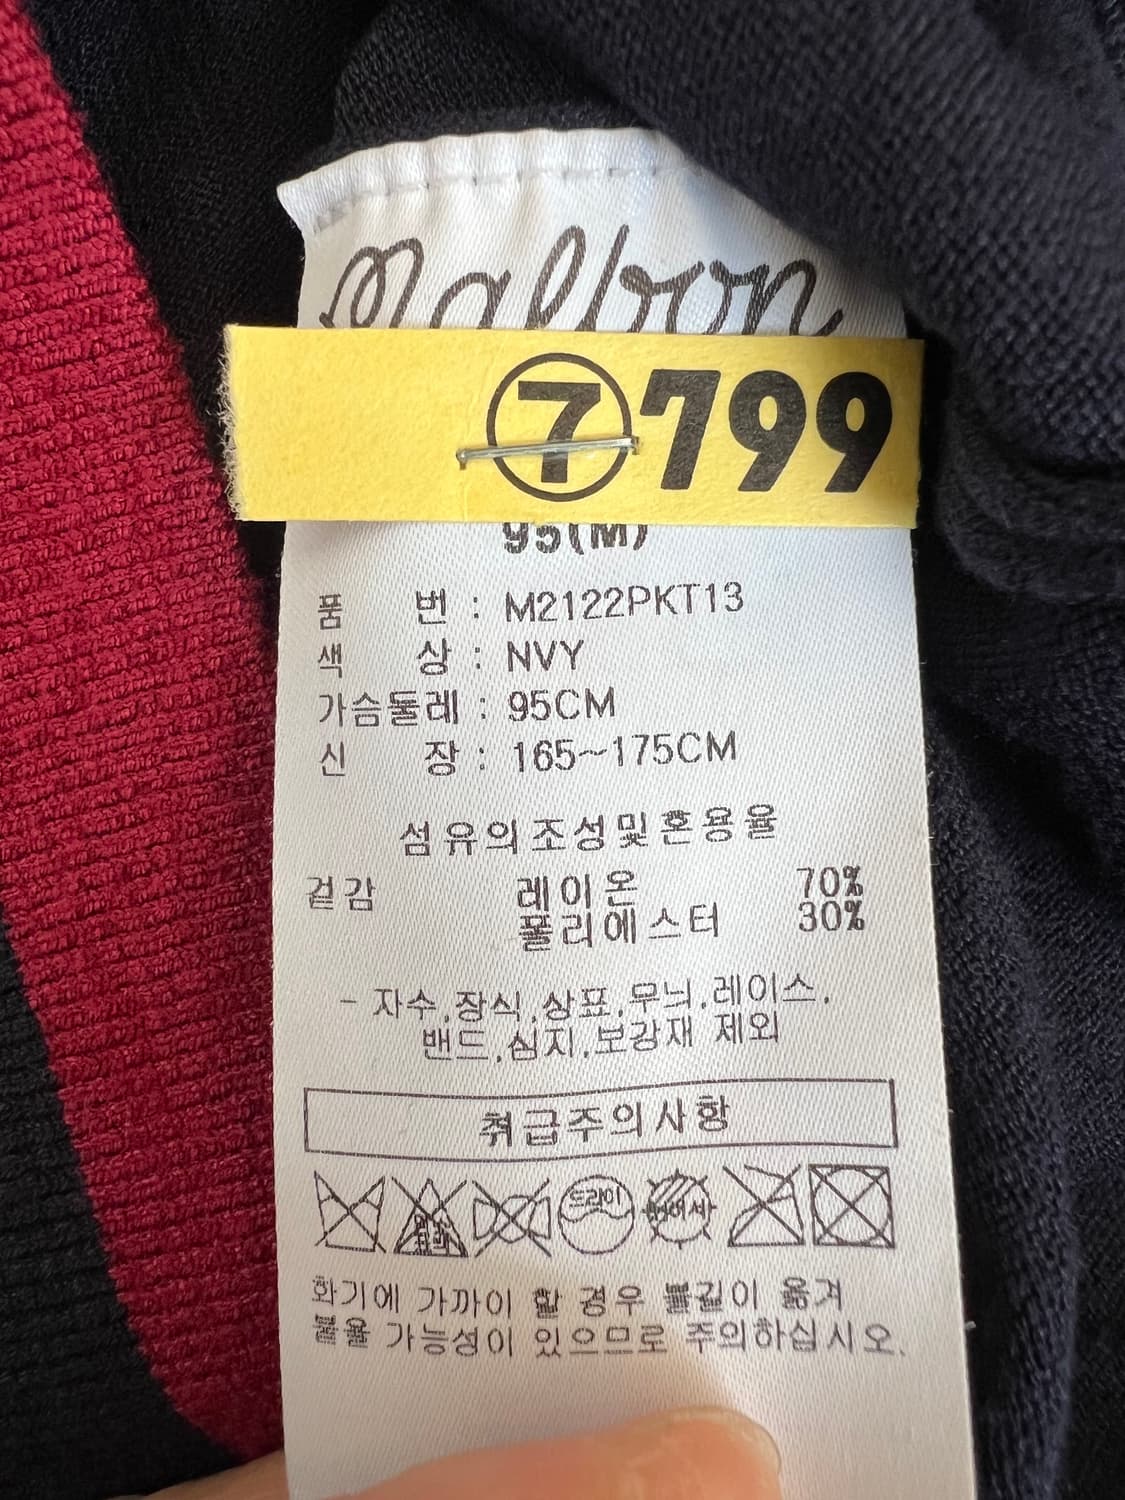 Malbon
⑦799
95(M)
품 번 : M2122PKT13
색 상 : NVY
가슴둘레 : 95CM
신 장 : 165~175CM
섬유의조성및혼용율
겉감 레이온 70%
폴리에스터 30%
- 자수,장식,상표,무늬,레이스,
밴드,심지,보강재 제외
취급주의사항
드라이 뉘어서
화기에 가까이 할 경우 불길이 옮겨
붙을 가능성이 있으므로 주의하십시오.